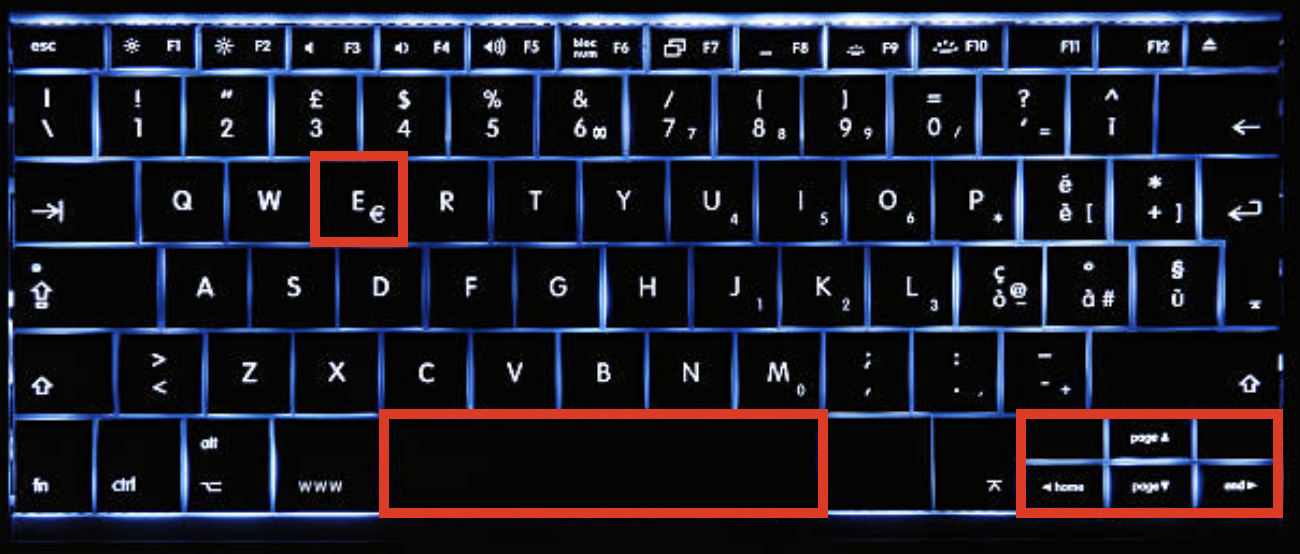 esc F1 F2 F3 F4 F5 bloc num F6 F7 F8 F9 F10 F11 F12
| ! " £ $ % & / ( ) = ? ^
\ 1 2 3 4 5 6 7 7 8 8 9 9 0 / ' = ì
Q W E € R T Y U 4 I 5 O 6 P * é è [ * + ]
A S D F G H J 1 K 2 L 3 ç ò @ ° à # § ù
> < Z X C V B N M 0 ; , : . , _ - +
alt page ▲
fn ctrl www ◀ home page ▼ end ▶